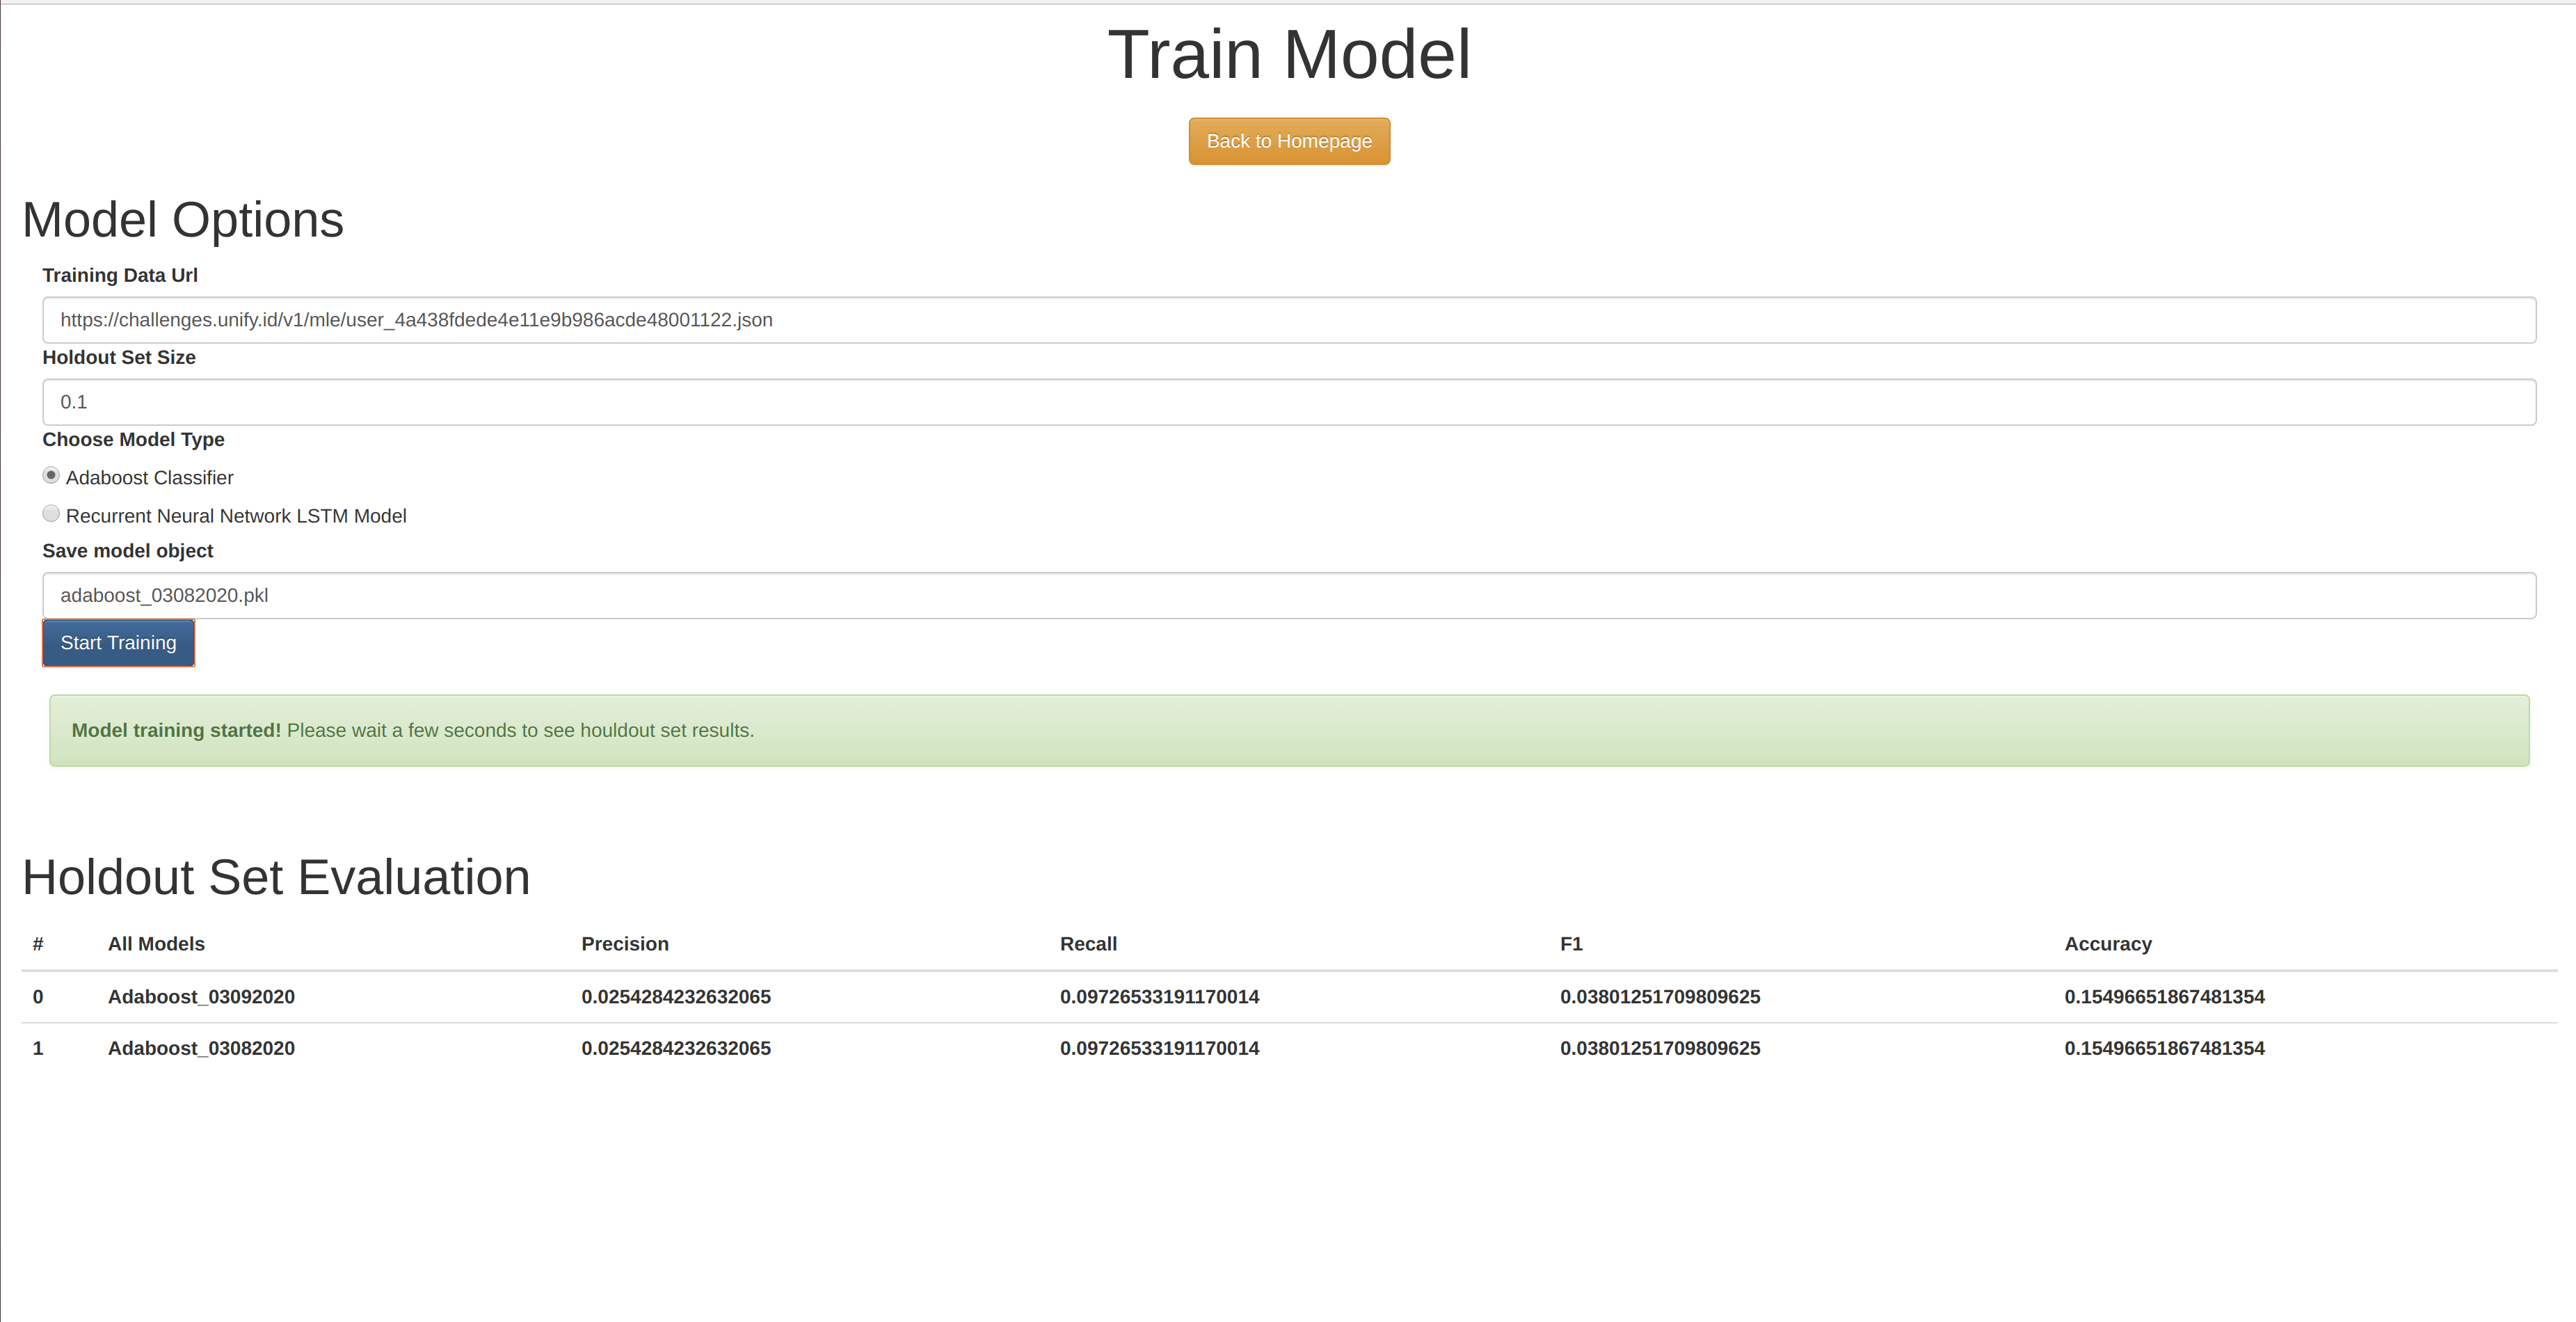 Train Model
Back to Homepage
Model Options
Training Data Url
https://challenges.unify.id/v1/mle/user_4a438fdede4e11e9b986acde48001122.json
Holdout Set Size
0.1
Choose Model Type
Adaboost Classifier
Recurrent Neural Network LSTM Model
Save model object
adaboost_03082020.pkl
Start Training
Model training started! Please wait a few seconds to see houldout set results.
Holdout Set Evaluation
# All Models Precision Recall F1 Accuracy
0 Adaboost_03092020 0.0254284232632065 0.09726533191170014 0.03801251709809625 0.15496651867481354
1 Adaboost_03082020 0.0254284232632065 0.09726533191170014 0.03801251709809625 0.15496651867481354